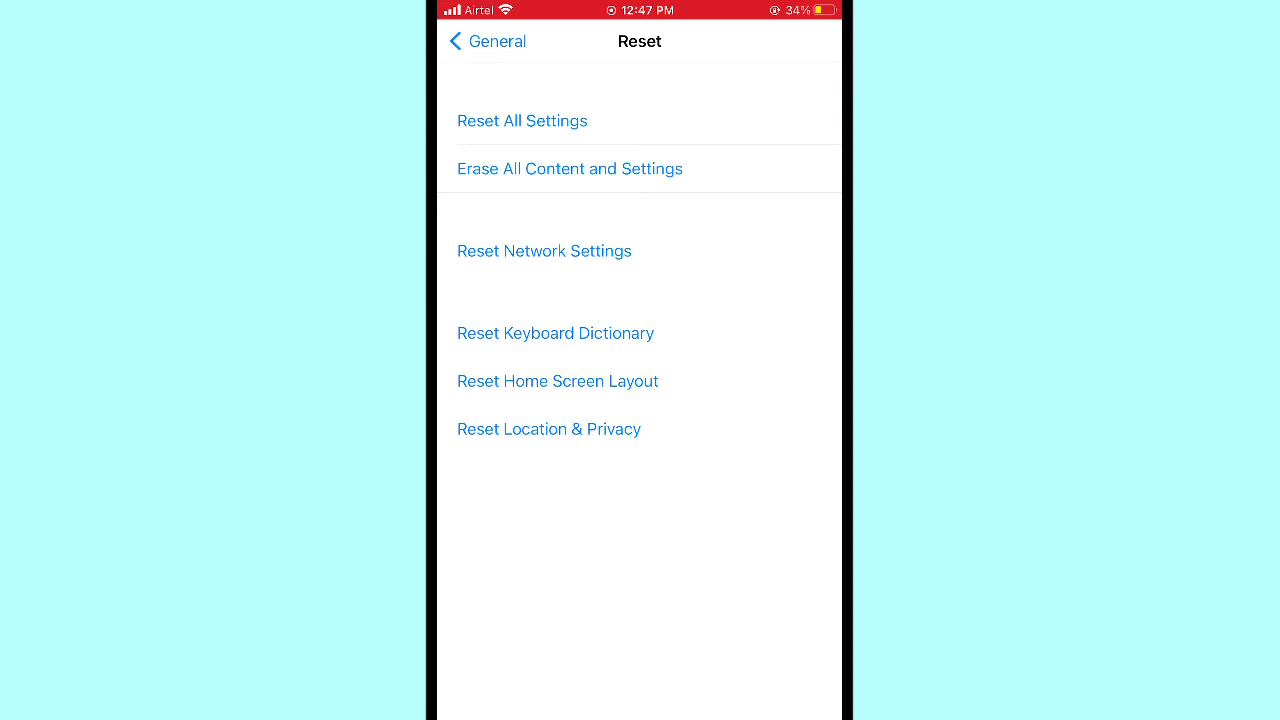 Airtel 12:47 PM 34%
General Reset
Reset All Settings
Erase All Content and Settings
Reset Network Settings
Reset Keyboard Dictionary
Reset Home Screen Layout
Reset Location & Privacy